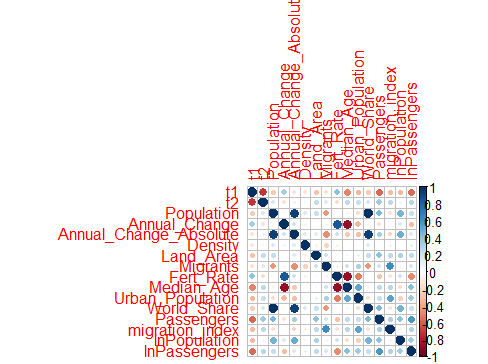 t1
t2
Population
Annual_Change
Annual_Change_Absolute
Density
Land_Area
Migrants
Fert_Rate
Median_Age
Urban_Population
World_Share
Passengers
migration_index
lnPopulation
lnPassengers
t1
t2
Population
Annual_Change
Annual_Change_Absolute
Density
Land_Area
Migrants
Fert_Rate
Median_Age
Urban_Population
World_Share
Passengers
migration_index
lnPopulation
lnPassengers
1
0.8
0.6
0.4
0.2
0
-0.2
-0.4
-0.6
-0.8
-1